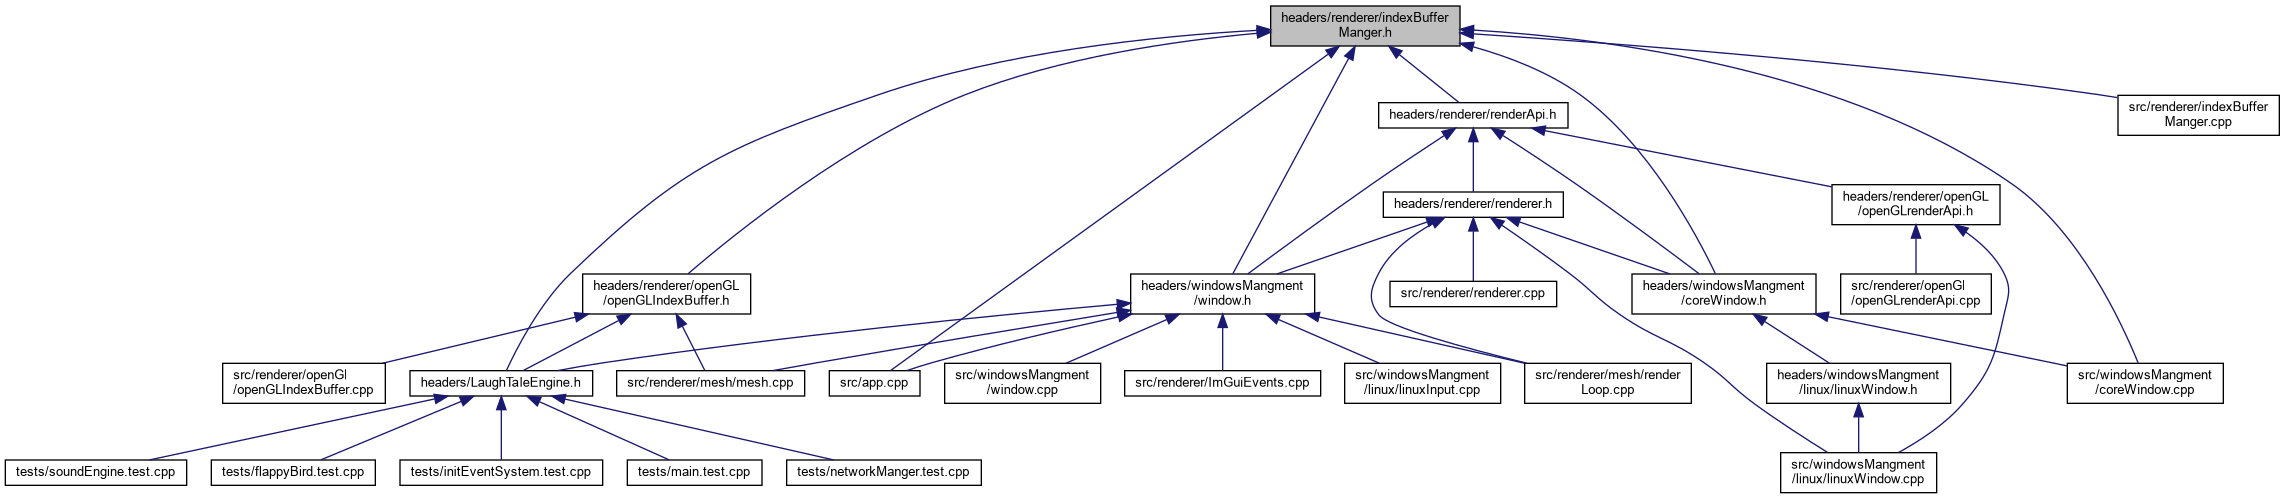 headers/renderer/indexBuffer
Manger.h
headers/renderer/renderApi.h
src/renderer/indexBuffer
Manger.cpp
headers/renderer/renderer.h
headers/renderer/openGL
/openGLrenderApi.h
headers/renderer/openGL
/openGLIndexBuffer.h
headers/windowsMangment
/window.h
src/renderer/renderer.cpp
headers/windowsMangment
/coreWindow.h
src/renderer/openGl
/openGLrenderApi.cpp
src/renderer/openGl
/openGLIndexBuffer.cpp
headers/LaughTaleEngine.h
src/renderer/mesh/mesh.cpp
src/app.cpp
src/windowsMangment
/window.cpp
src/renderer/ImGuiEvents.cpp
src/windowsMangment
/linux/linuxInput.cpp
src/renderer/mesh/render
Loop.cpp
headers/windowsMangment
/linux/linuxWindow.h
src/windowsMangment
/coreWindow.cpp
tests/soundEngine.test.cpp
tests/flappyBird.test.cpp
tests/initEventSystem.test.cpp
tests/main.test.cpp
tests/networkManger.test.cpp
src/windowsMangment
/linux/linuxWindow.cpp